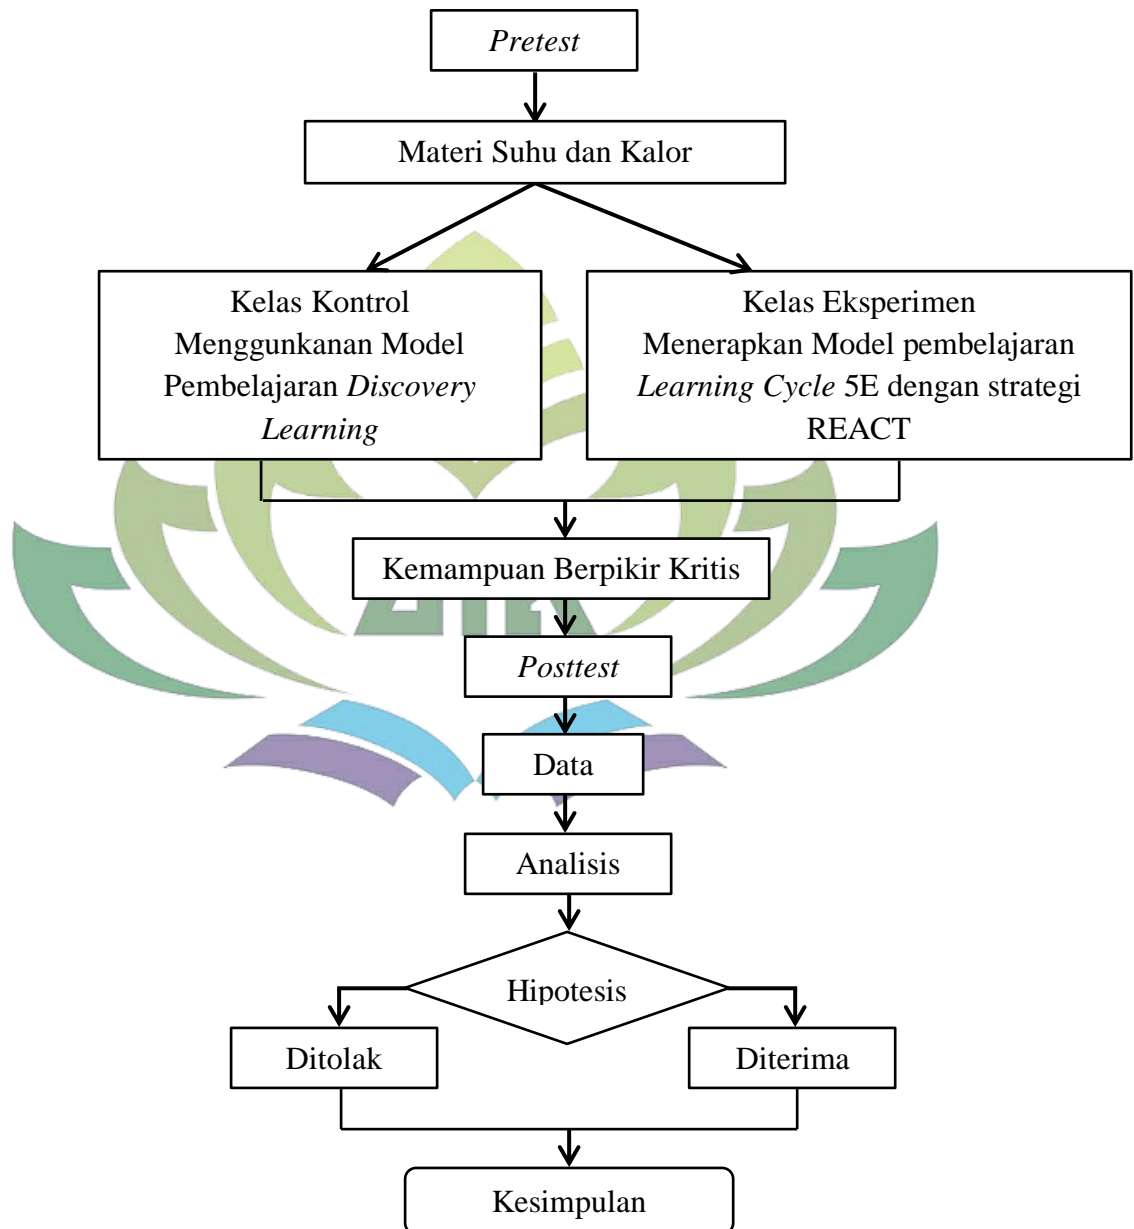 Pretest
Materi Suhu dan Kalor
Kelas Kontrol
Menggunkanan Model
Pembelajaran Discovery
Learning
Kelas Eksperimen
Menerapkan Model pembelajaran
Learning Cycle 5E dengan strategi
REACT
Kemampuan Berpikir Kritis
Posttest
Data
Analisis
Hipotesis
Ditolak
Diterima
Kesimpulan